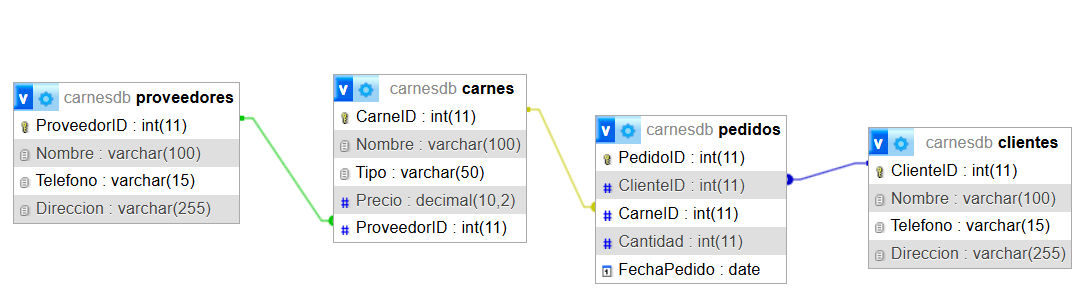 v carnesdb proveedores
ProveedorID : int(11)
Nombre : varchar(100)
Telefono : varchar(15)
Direccion : varchar(255)
v carnesdb carnes
CarneID : int(11)
Nombre : varchar(100)
Tipo : varchar(50)
# Precio : decimal(10,2)
# ProveedorID : int(11)
v carnesdb pedidos
PedidoID : int(11)
# ClienteID : int(11)
# CarneID : int(11)
# Cantidad : int(11)
FechaPedido : date
v carnesdb clientes
ClienteID : int(11)
Nombre : varchar(100)
Telefono : varchar(15)
Direccion : varchar(255)